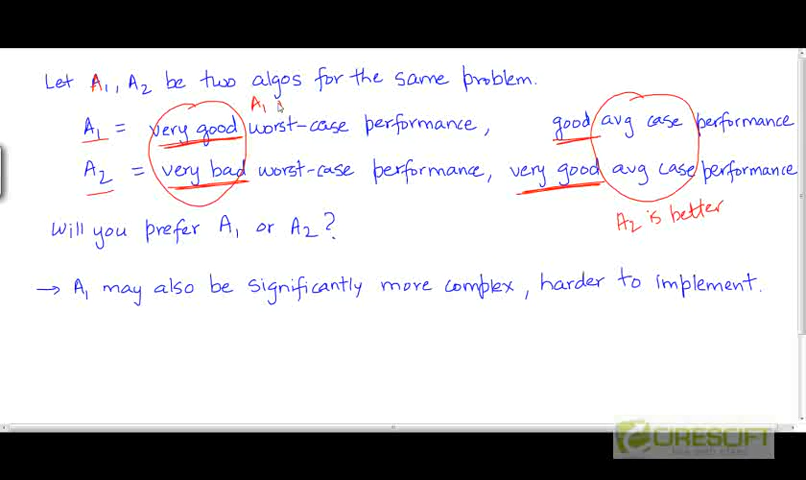 Let A1, A2 be two algos for the same problem.
A1
A1 = very good worst-case performance, good avg case performance
A2 = very bad worst-case performance, very good avg case performance
A2 is better
Will you prefer A1 or A2?
→ A1 may also be significantly more complex, harder to implement.